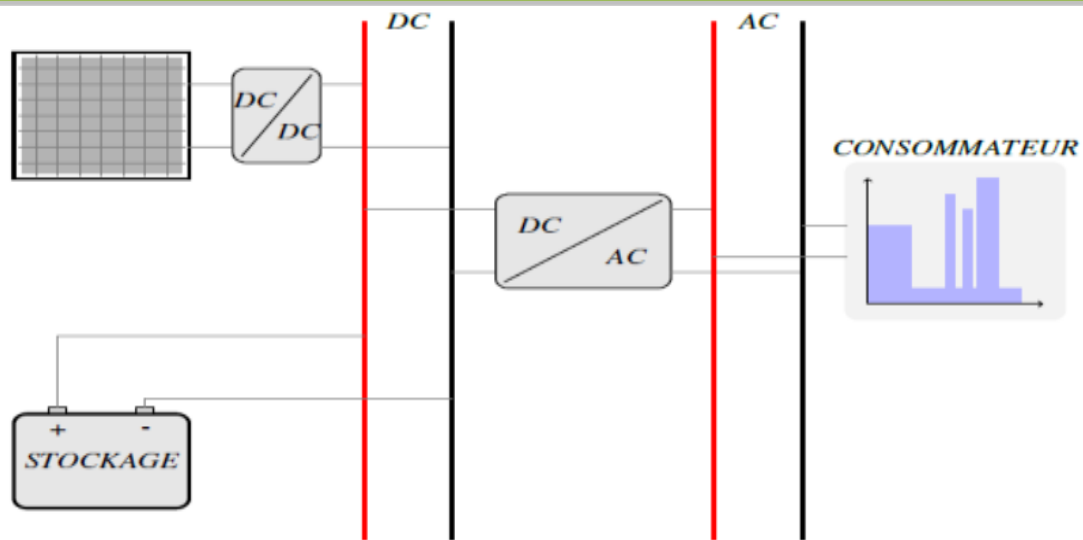 DC
AC
DC
DC
CONSOMMATEUR
DC
AC
+ -
STOCKAGE